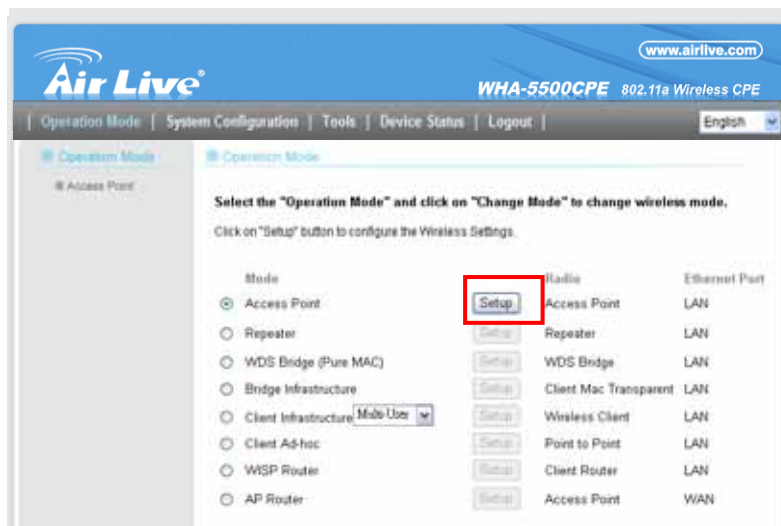 www.airlive.com
Air Live®
WHA-5500CPE 802.11a Wireless CPE
| Operation Mode | System Configuration | Tools | Device Status | Logout | English
Operation Mode
Access Point
Operation Mode
Select the "Operation Mode" and click on "Change Mode" to change wireless mode.
Click on "Setup" button to configure the Wireless Settings.
Mode Radio Ethernet Port
Access Point Setup Access Point LAN
Repeater Setup Repeater LAN
WDS Bridge (Pure MAC) Setup WDS Bridge LAN
Bridge Infrastructure Setup Client Mac Transparent LAN
Client Infrastructure Multi-User Setup Wireless Client LAN
Client Ad-hoc Setup Point to Point LAN
WISP Router Setup Client Router LAN
AP Router Setup Access Point WAN